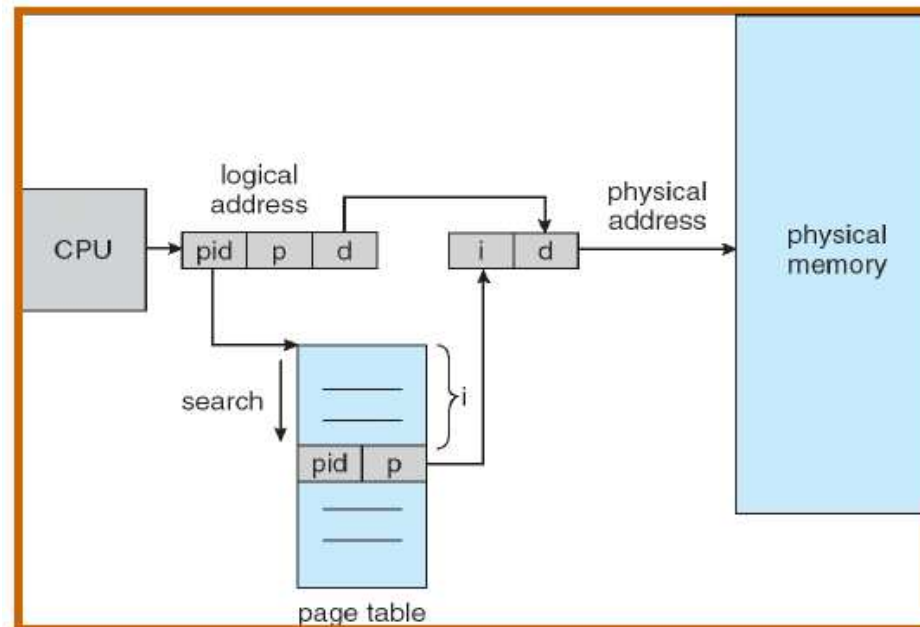 logical
address
physical
address
CPU
pid p d
i d
physical
memory
search
i
pid p
page table